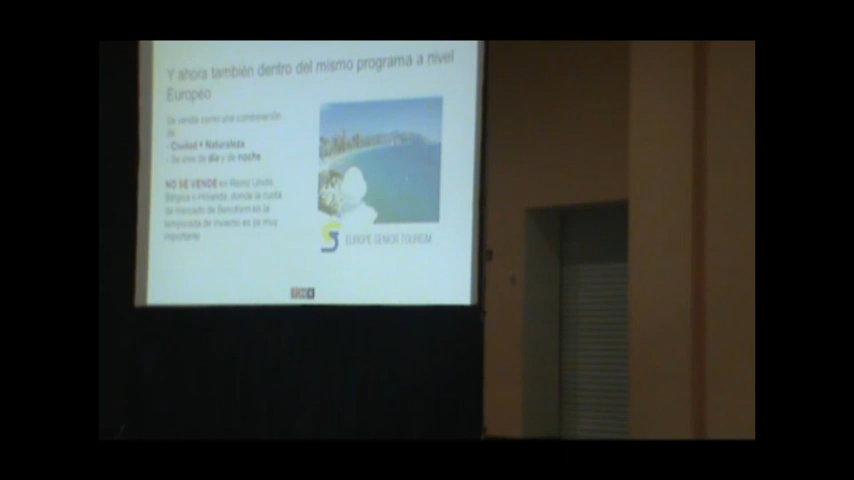 Y ahora también dentro del mismo programa a nivel
Europeo
Se vende como una combinación
de
- Ciudad + Naturaleza
- Se vive de día y de noche
NO SE VENDE en Reino Unido,
Bélgica o Holanda, donde la cuota
de mercado de Benidorm en la
temporada de invierno es ya muy
importante
EUROPE SENIOR TOURISM